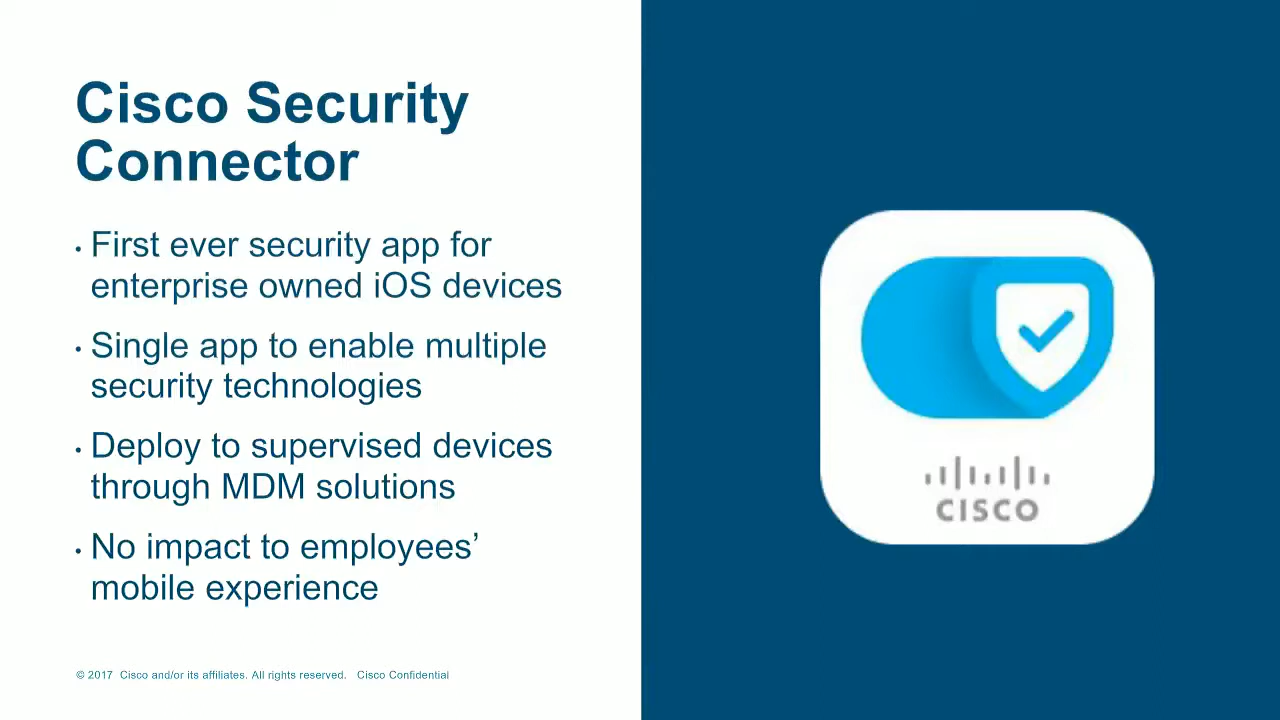 Cisco Security
Connector
• First ever security app for
enterprise owned iOS devices
• Single app to enable multiple
security technologies
• Deploy to supervised devices
through MDM solutions
• No impact to employees’
mobile experience
© 2017 Cisco and/or its affiliates. All rights reserved. Cisco Confidential
CISCO